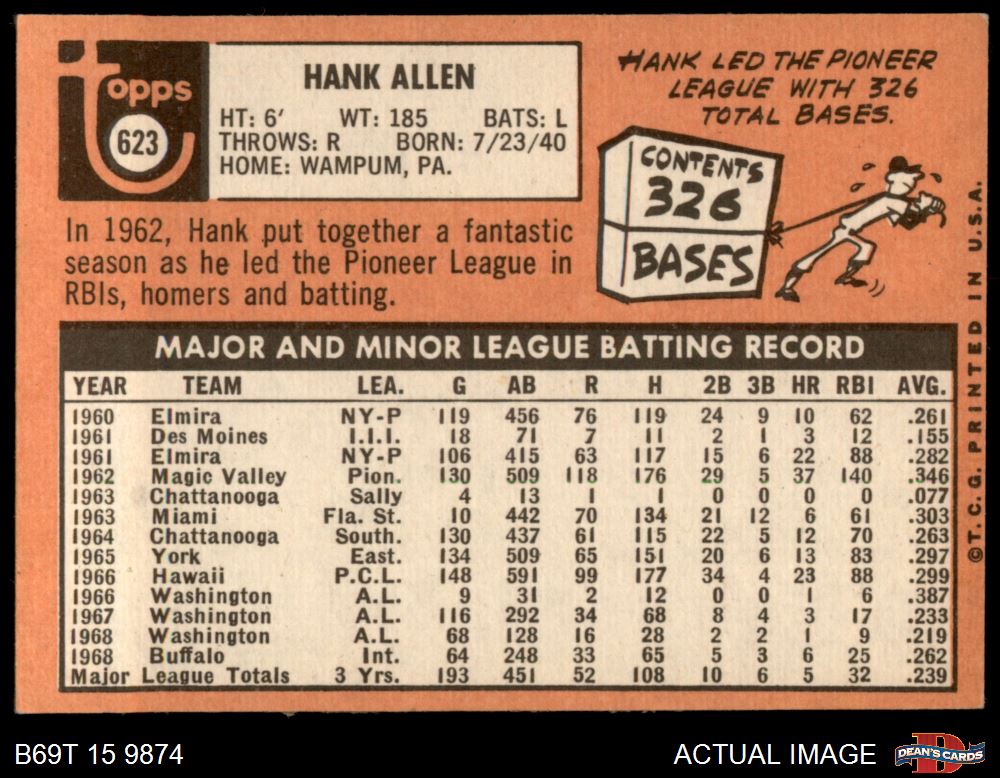 Topps
623
HANK ALLEN
HT: 6' WT: 185 BATS: L
THROWS: R BORN: 7/23/40
HOME: WAMPUM, PA.
HANK LED THE PIONEER
LEAGUE WITH 326
TOTAL BASES.
CONTENTS
326
BASES
In 1962, Hank put together a fantastic
season as he led the Pioneer League in
RBIs, homers and batting.
MAJOR AND MINOR LEAGUE BATTING RECORD
YEAR TEAM LEA. G AB R H 2B 3B HR RBI AVG.
1960 Elmira NY-P 119 456 76 119 24 9 10 62 .261
1961 Des Moines I.I.I. 18 71 7 11 2 1 3 12 .155
1961 Elmira NY-P 106 415 63 117 15 6 22 88 .282
1962 Magic Valley Pion. 130 509 118 176 29 5 37 140 .346
1963 Chattanooga Sally 4 13 1 1 0 0 0 0 .077
1963 Miami Fla. St. 10 442 70 134 21 12 6 61 .303
1964 Chattanooga South. 130 437 61 115 22 5 12 70 .263
1965 York East. 134 509 65 151 20 6 13 83 .297
1966 Hawaii P.C.L. 148 591 99 177 34 4 23 88 .299
1966 Washington A.L. 9 31 2 12 0 0 1 6 .387
1967 Washington A.L. 116 292 34 68 8 4 3 17 .233
1968 Washington A.L. 68 128 16 28 2 2 1 9 .219
1968 Buffalo Int. 64 248 33 65 5 3 6 25 .262
Major League Totals 3 Yrs. 193 451 52 108 10 6 5 32 .239
©T.C.G. PRINTED IN U.S.A.
B69T 15 9874
ACTUAL IMAGE
DEAN'S CARDS